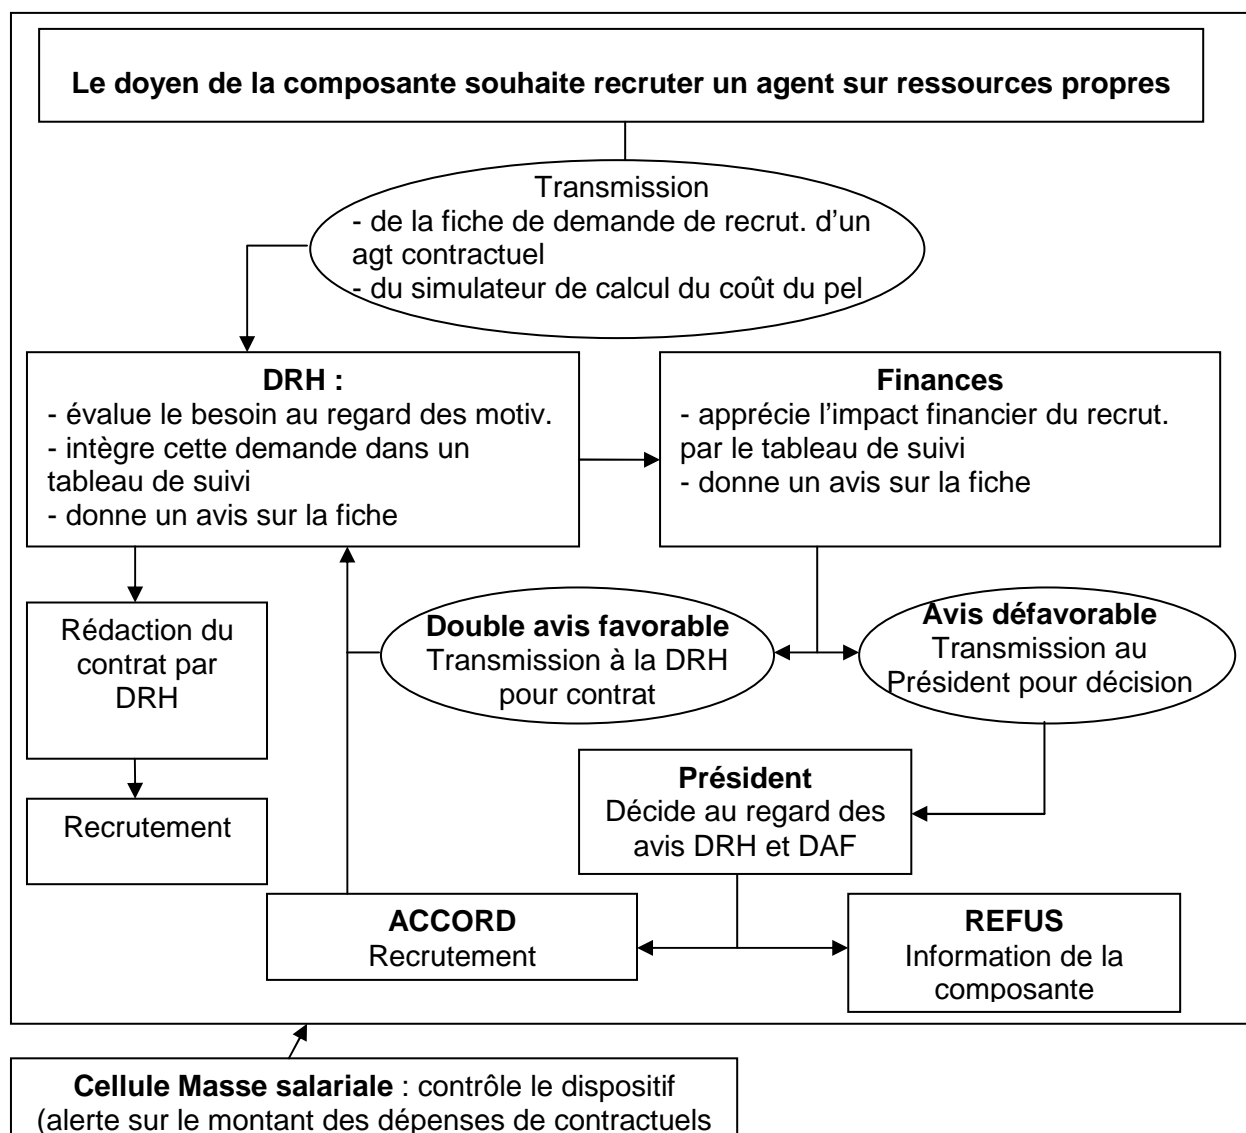 Le doyen de la composante souhaite recruter un agent sur ressources propres
Transmission
- de la fiche de demande de recrut. d’un
agt contractuel
- du simulateur de calcul du coût du pel
DRH :
- évalue le besoin au regard des motiv.
- intègre cette demande dans un
tableau de suivi
- donne un avis sur la fiche
Finances
- apprécie l’impact financier du recrut.
par le tableau de suivi
- donne un avis sur la fiche
Rédaction du
contrat par
DRH
Double avis favorable
Transmission à la DRH
pour contrat
Avis défavorable
Transmission au
Président pour décision
Recrutement
Président
Décide au regard des
avis DRH et DAF
ACCORD
Recrutement
REFUS
Information de la
composante
Cellule Masse salariale : contrôle le dispositif
(alerte sur le montant des dépenses de contractuels